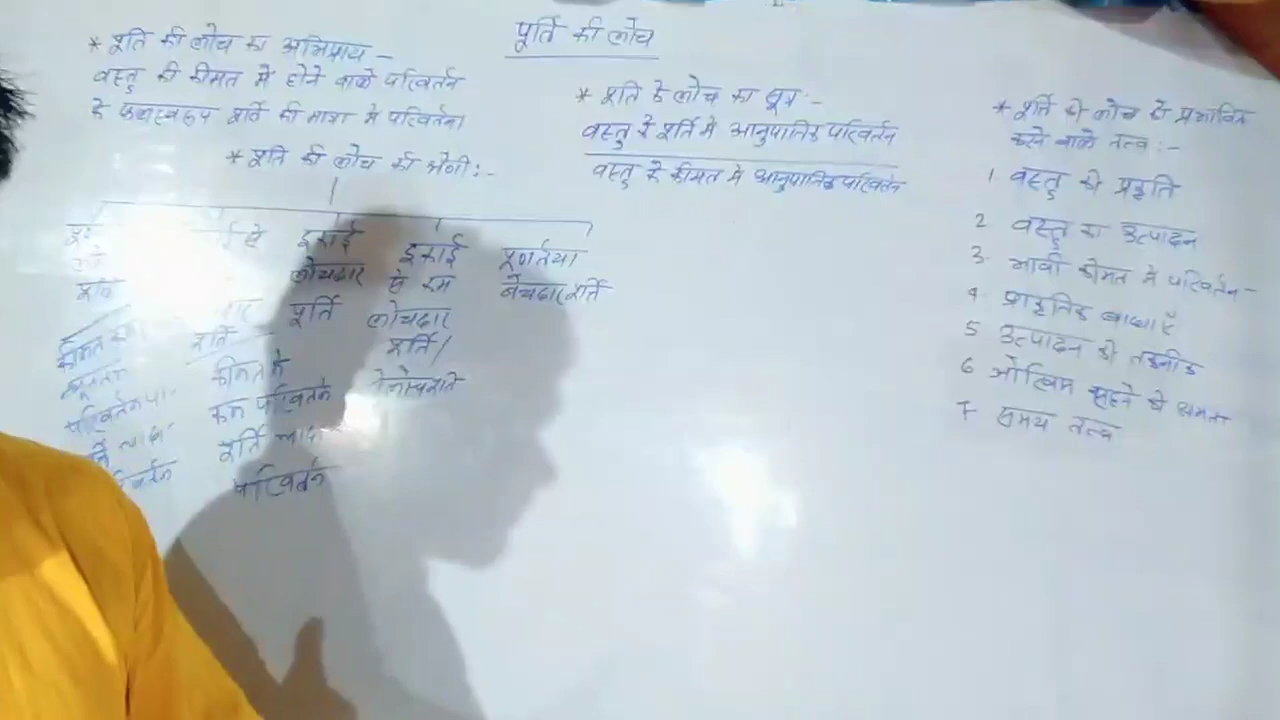 पूर्ति की लोच
* पूर्ति की लोच का अभिप्राय -
वस्तु की कीमत में होने वाले परिवर्तन
के फलस्वरूप पूर्ति की मात्रा में परिवर्तन।
* पूर्ति की लोच की श्रेणी:-
इकाई
लोचदार
पूर्ति
इकाई
से कम
लोचदार
पूर्ति/
पूर्णतया
बेचदार पूर्ति
पूर्ति
कीमत में
कम परिवर्तन
पूर्ति ज्यादा
परिवर्तन
* पूर्ति के लोच का सूत्र:-
वस्तु के पूर्ति में आनुपातिक परिवर्तन
वस्तु के कीमत में आनुपातिक परिवर्तन
* पूर्ति की लोच को प्रभावित
करने वाले तत्व:-
1 वस्तु की प्रकृति
2 वस्तु का उत्पादन
3. भावी कीमत में परिवर्तन-
4. प्राकृतिक बाधाएँ
5 उत्पादन की तकनीक
6 जोखिम सहने की क्षमता
7 समय तत्व